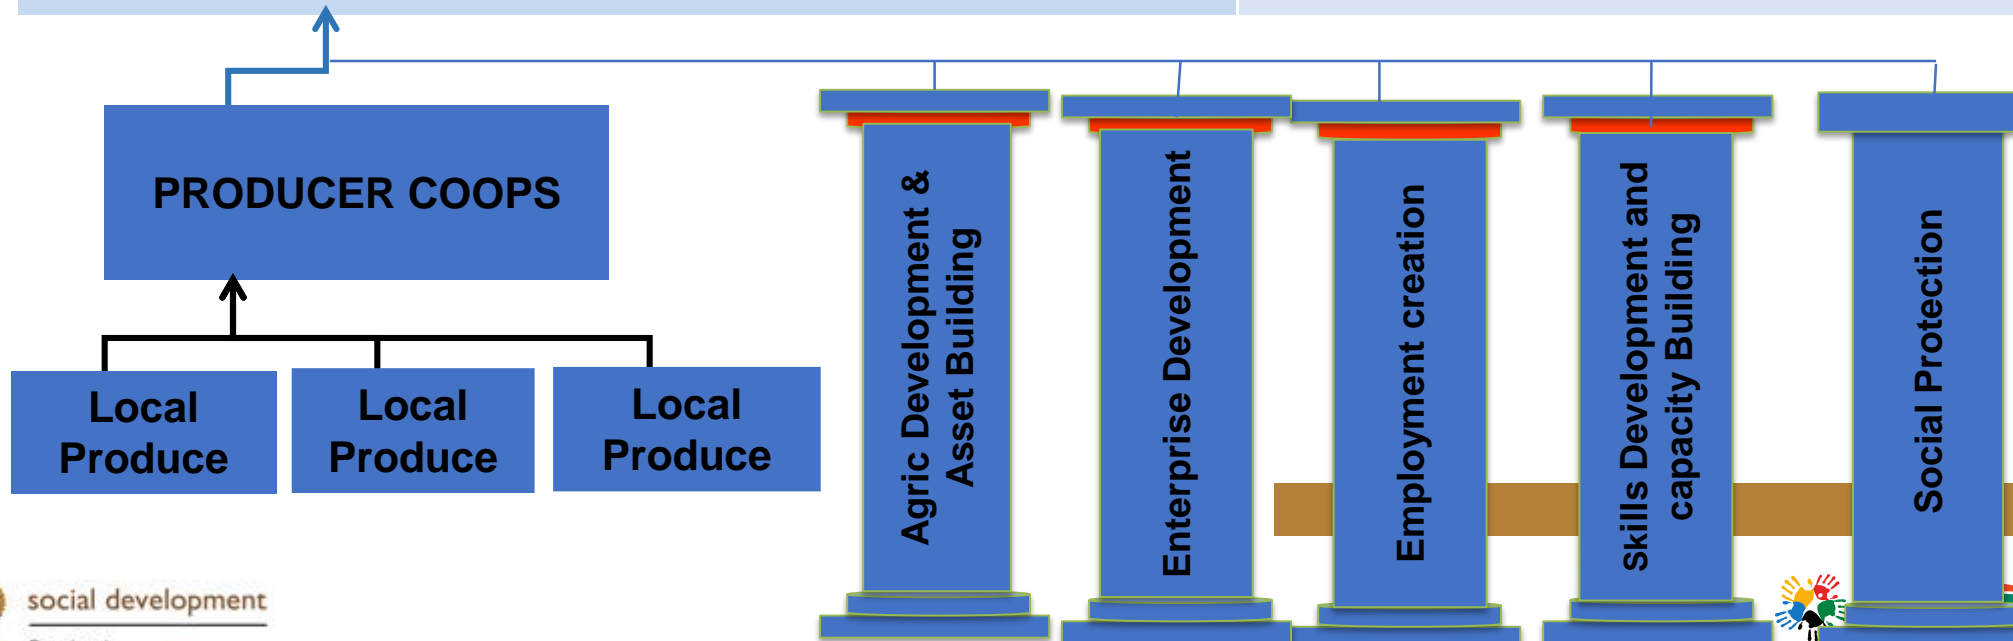 PRODUCER COOPS
Local
Produce
Local
Produce
Local
Produce
Agric Development &
Asset Building
Enterprise Development
Employment creation
Skills Development and
capacity Building
Social Protection
social development